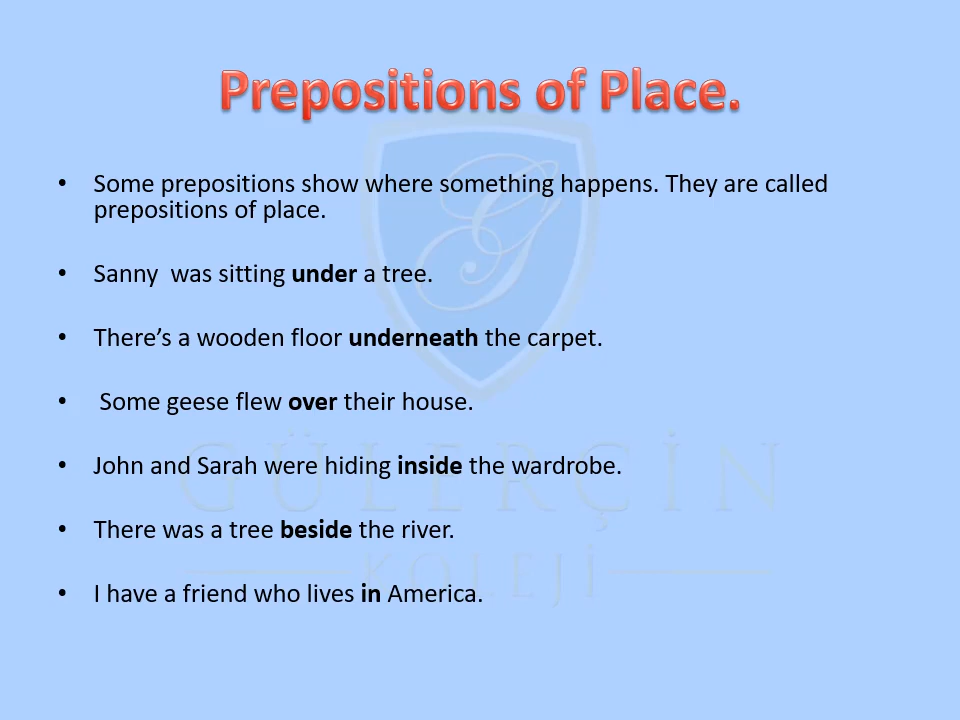 Prepositions of Place.
• Some prepositions show where something happens. They are called
prepositions of place.
• Sanny  was sitting under a tree.
• There’s a wooden floor underneath the carpet.
•  Some geese flew over their house.
• John and Sarah were hiding inside the wardrobe.
• There was a tree beside the river.
• I have a friend who lives in America.
G
GÜLERÇİN
KOLEJİ